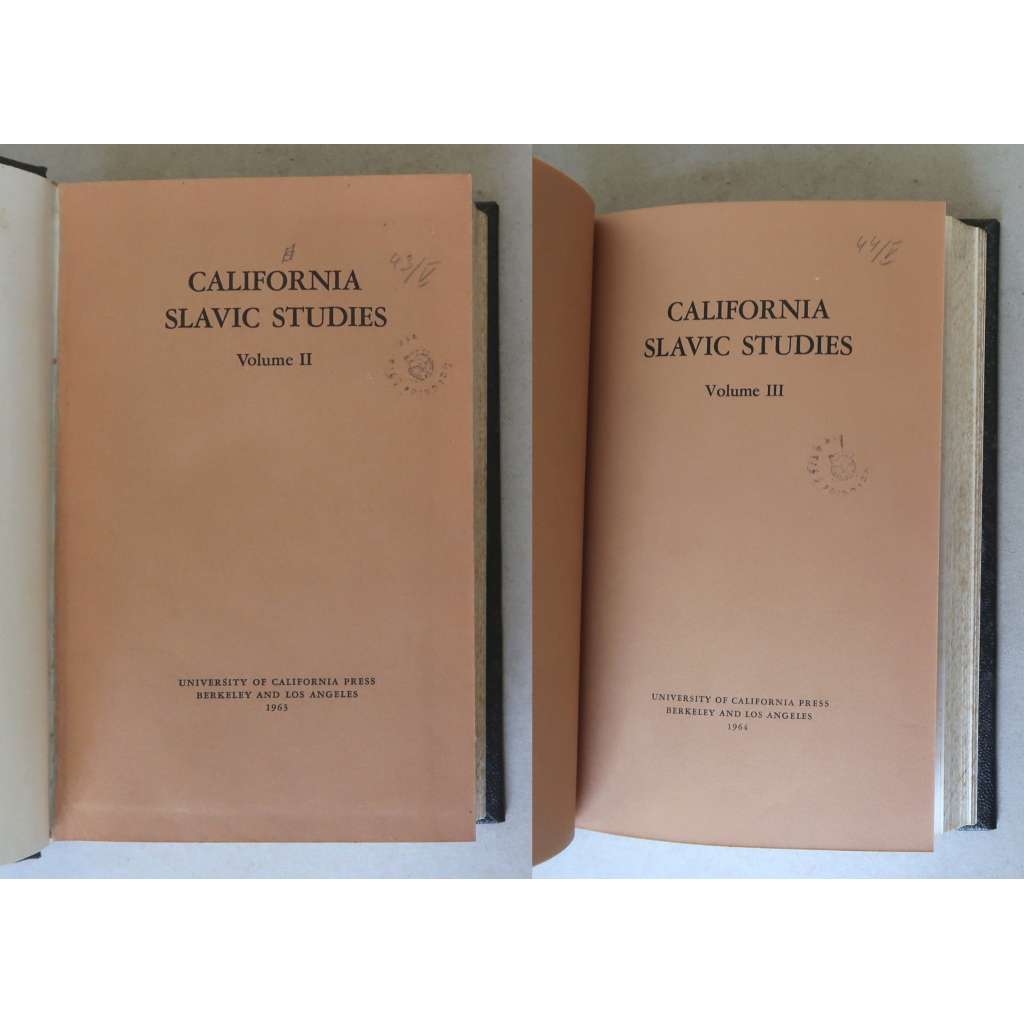 43/V
CALIFORNIA
SLAVIC STUDIES
Volume II
UNIVERSITY OF CALIFORNIA PRESS
BERKELEY AND LOS ANGELES
1963
44/V
CALIFORNIA
SLAVIC STUDIES
Volume III
UNIVERSITY OF CALIFORNIA PRESS
BERKELEY AND LOS ANGELES
1964